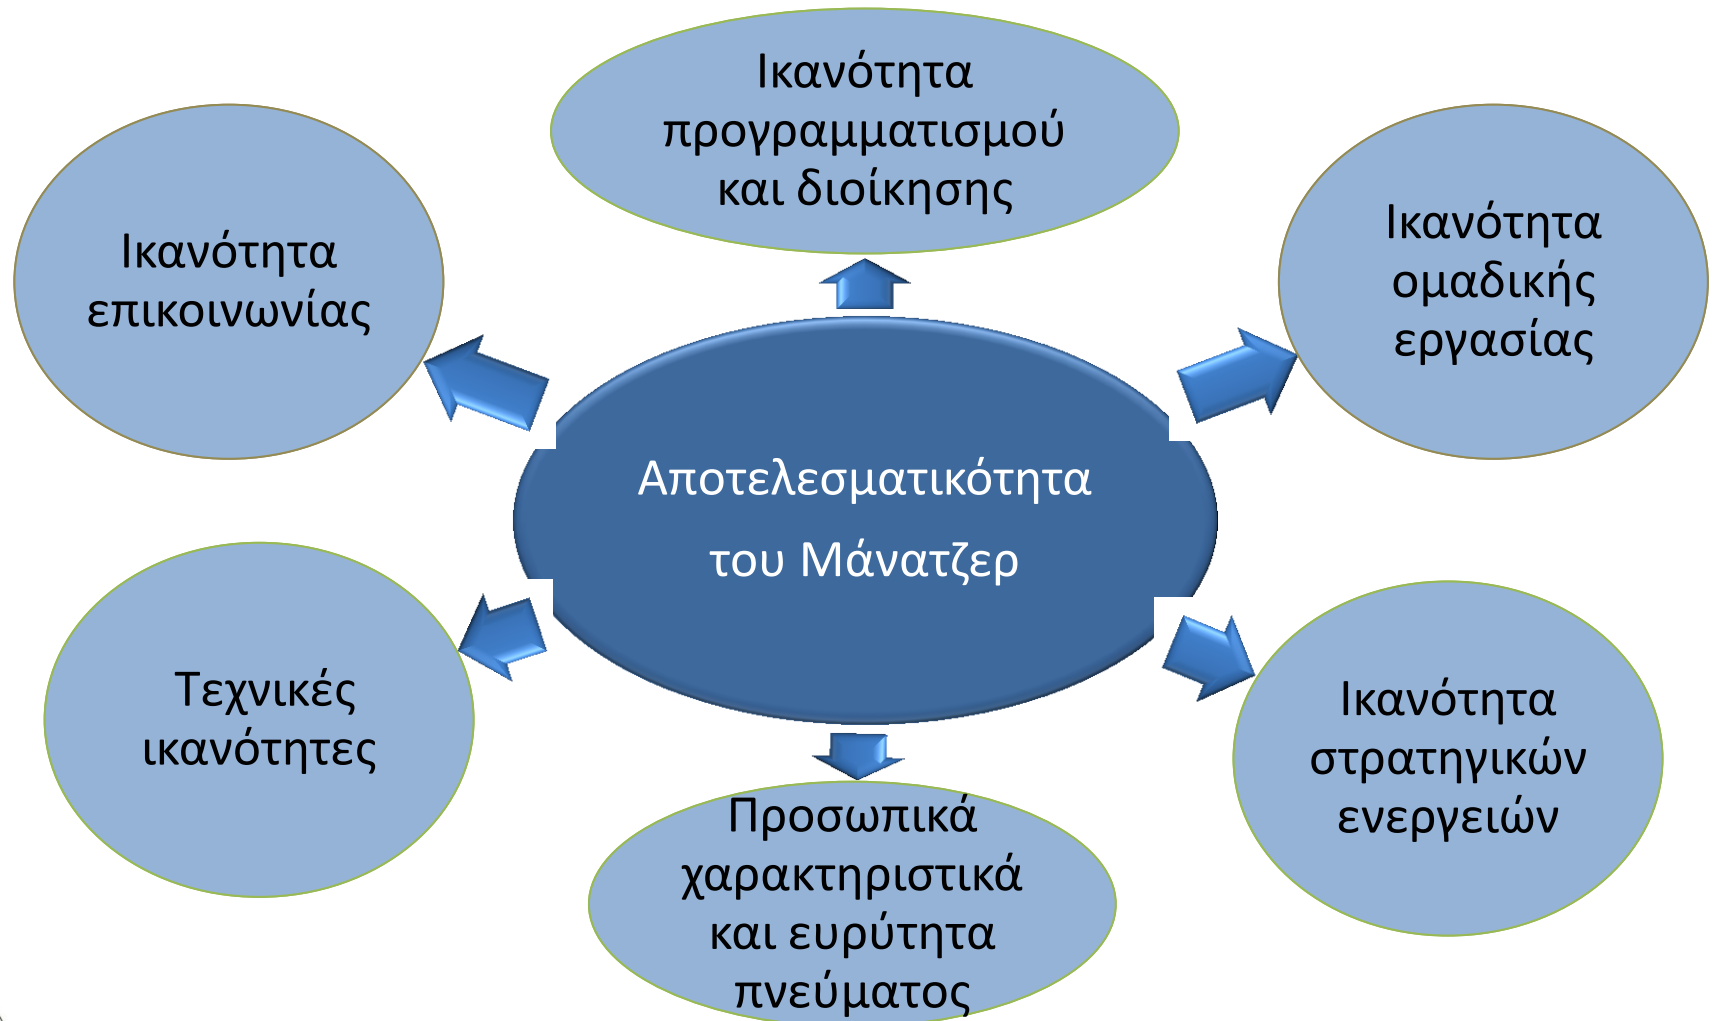 Ικανότητα
προγραμματισμού
και διοίκησης
Ικανότητα
επικοινωνίας
Ικανότητα
ομαδικής
εργασίας
Αποτελεσματικότητα
του Μάνατζερ
Τεχνικές
ικανότητες
Ικανότητα
στρατηγικών
ενεργειών
Προσωπικά
χαρακτηριστικά
και ευρύτητα
πνεύματος